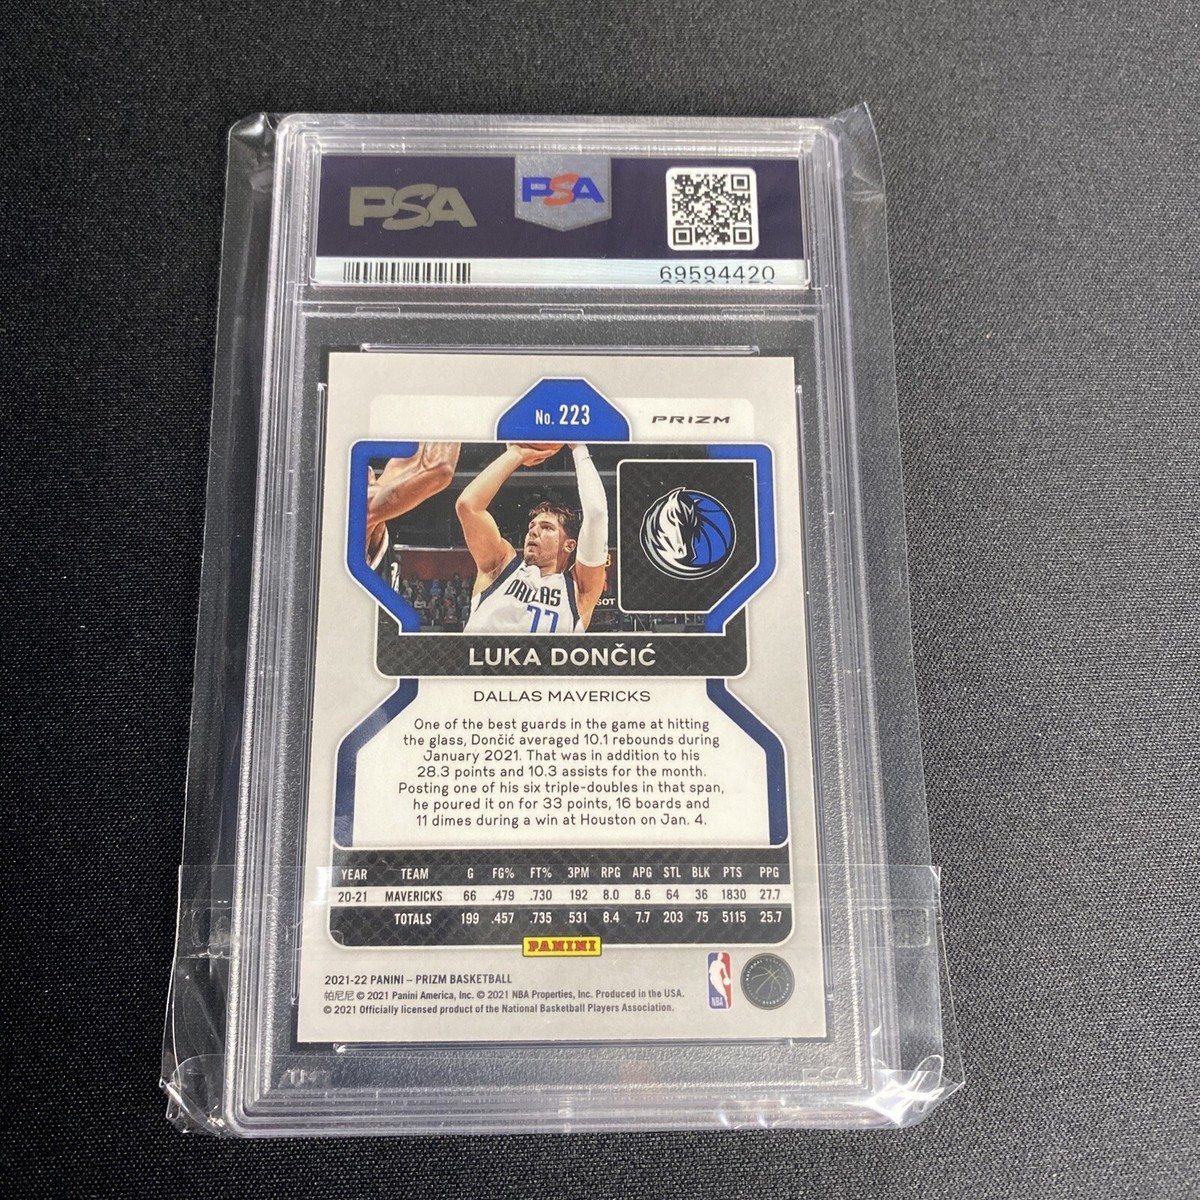 PSA PSA
69594420
No. 223
PRIZM
DALLAS
77
LUKA DONČIĆ
DALLAS MAVERICKS
One of the best guards in the game at hitting
the glass, Dončić averaged 10.1 rebounds during
January 2021. That was in addition to his
28.3 points and 10.3 assists for the month.
Posting one of his six triple-doubles in that span,
he poured it on for 33 points, 16 boards and
11 dimes during a win at Houston on Jan. 4.
YEAR TEAM G FG% FT% 3PM RPG APG STL BLK PTS PPG
20-21 MAVERICKS 66 .479 .730 192 8.0 8.6 64 36 1830 27.7
TOTALS 199 .457 .735 531 8.4 7.7 203 75 5115 25.7
PANINI
2021-22 PANINI – PRIZM BASKETBALL
帕尼尼 © 2021 Panini America, Inc. © 2021 NBA Properties, Inc. Produced in the USA.
© 2021 Officially licensed product of the National Basketball Players Association.
NBA